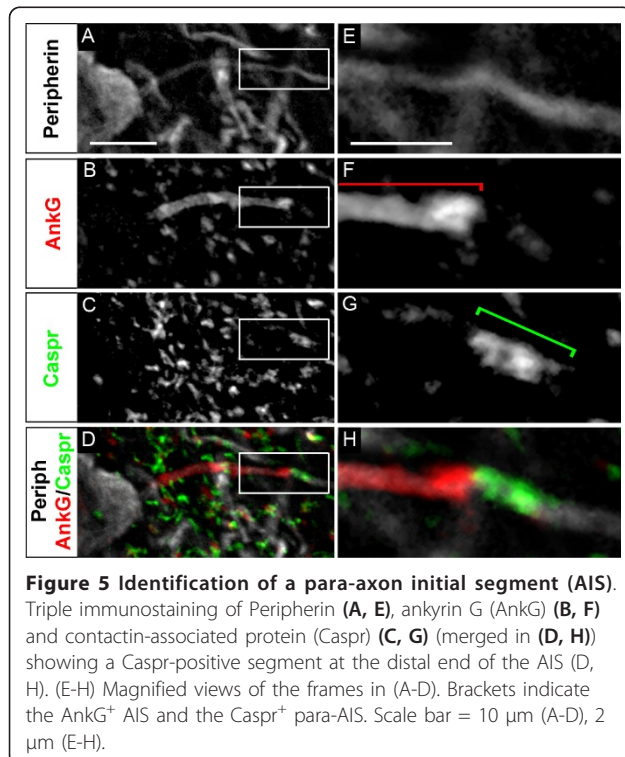 A
E
Peripherin
B
F
AnkG
C
G
Caspr
D
H
Periph
AnkG/Caspr
Figure 5 Identification of a para-axon initial segment (AIS).
Triple immunostaining of Peripherin (A, E), ankyrin G (AnkG) (B, F)
and contactin-associated protein (Caspr) (C, G) (merged in (D, H))
showing a Caspr-positive segment at the distal end of the AIS (D,
H). (E-H) Magnified views of the frames in (A-D). Brackets indicate
the AnkG⁺ AIS and the Caspr⁺ para-AIS. Scale bar = 10 μm (A-D), 2
μm (E-H).